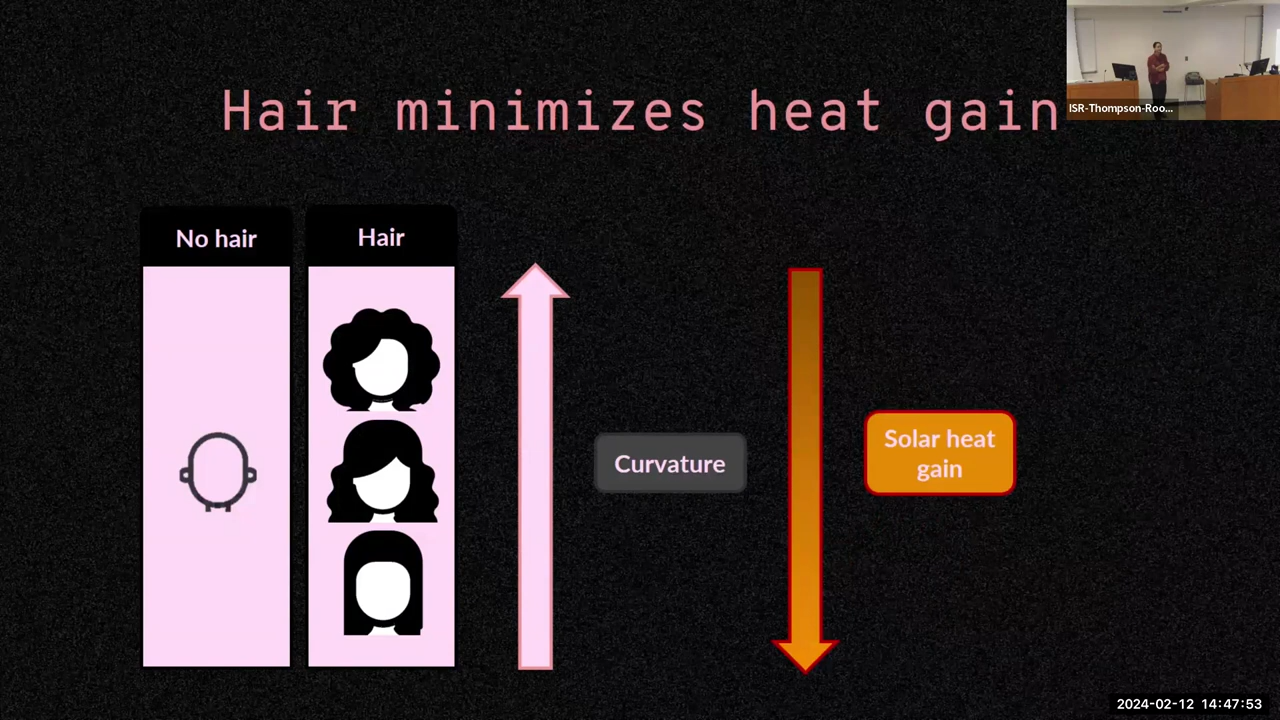 Hair minimizes heat gain
ISR-Thompson-Roo...
No hair
Hair
Curvature
Solar heat
gain
2024-02-12 14:47:53